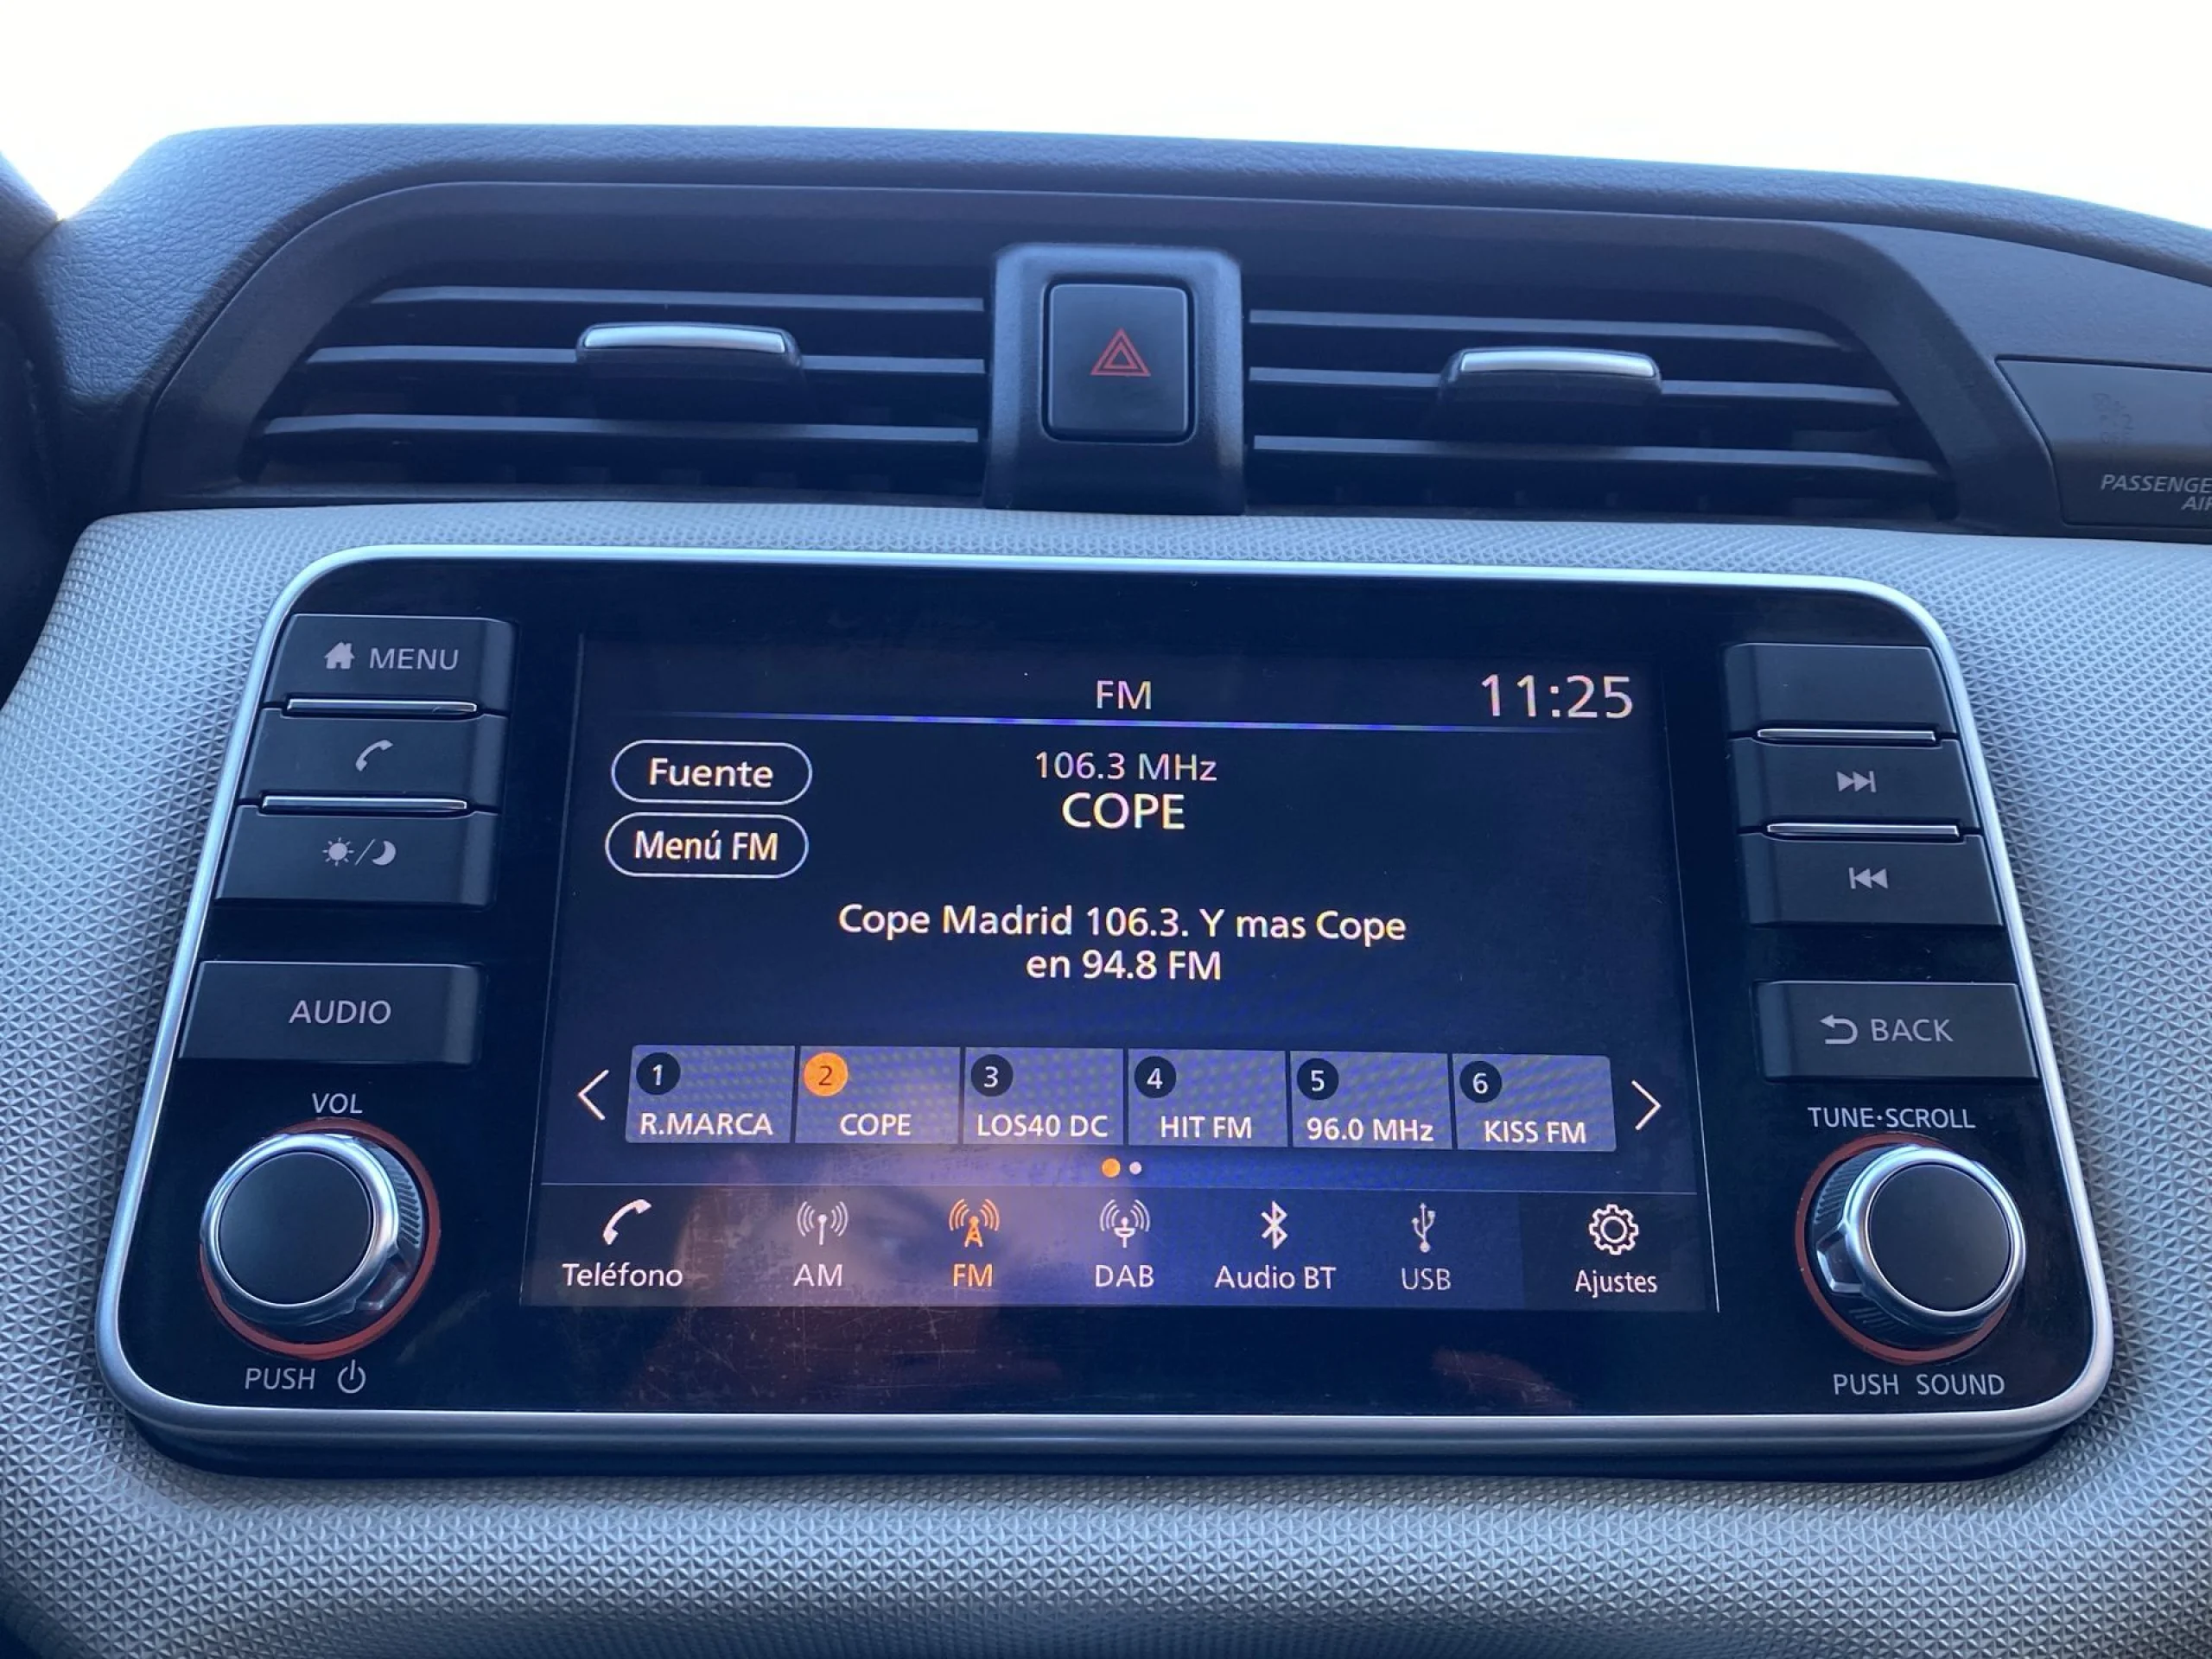 PASSENGE
AIR
MENU
FM
11:25
Fuente
106.3 MHz
COPE
Menú FM
Cope Madrid 106.3. Y mas Cope
en 94.8 FM
AUDIO
BACK
1
2
3
4
5
6
R.MARCA
COPE
LOS40 DC
HIT FM
96.0 MHz
KISS FM
VOL
TUNE·SCROLL
Teléfono
AM
FM
DAB
Audio BT
USB
Ajustes
PUSH
PUSH SOUND